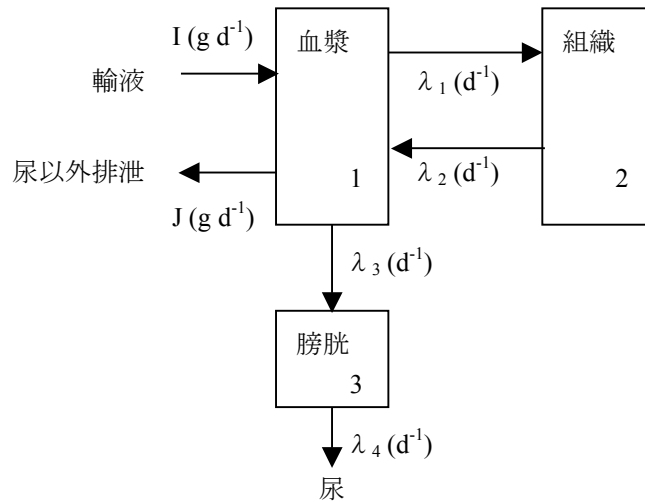 I (g d⁻¹)
輸液
血漿
1
λ₁ (d⁻¹)
組織
2
λ₂ (d⁻¹)
尿以外排泄
J (g d⁻¹)
λ₃ (d⁻¹)
膀胱
3
λ₄ (d⁻¹)
尿